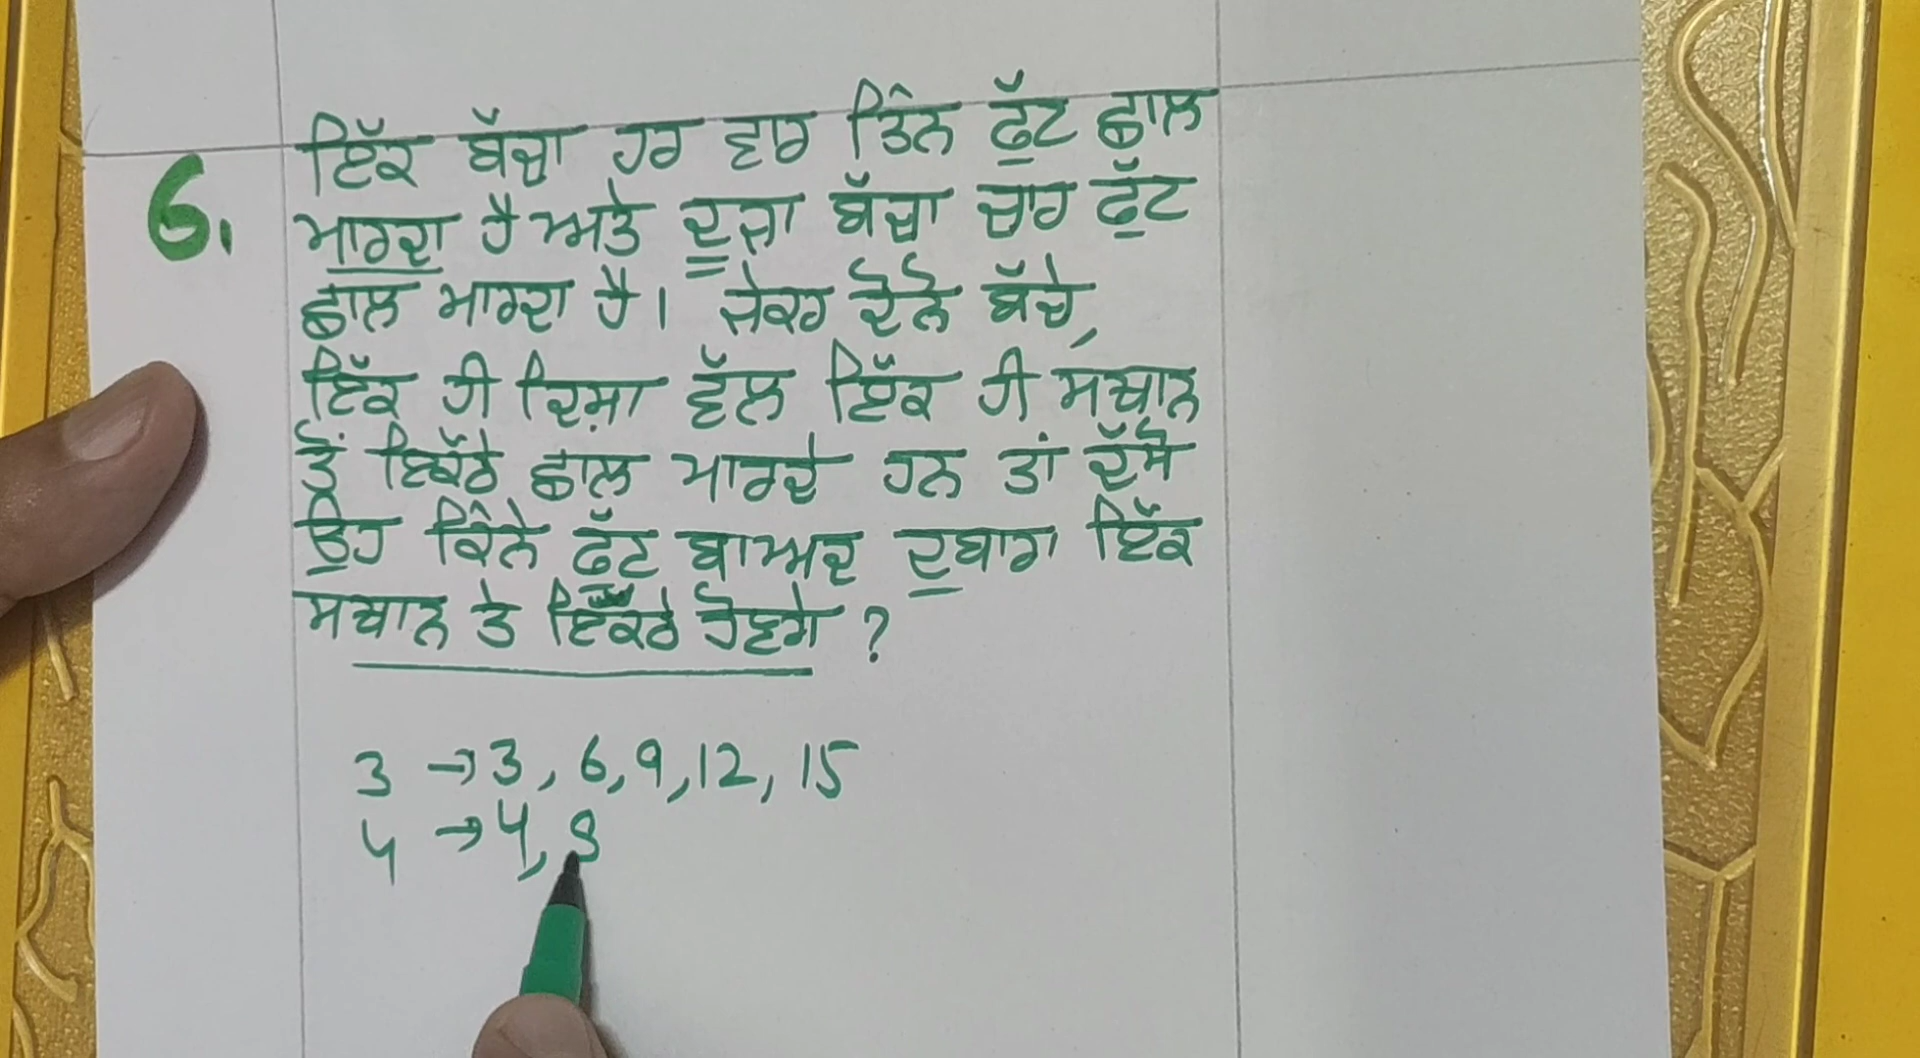 6.
ਇੱਕ ਬੱਚਾ ਹਰ ਵਾਰ ਤਿੰਨ ਫੁੱਟ ਛਾਲ
ਮਾਰਦਾ ਹੈ ਅਤੇ ਦੂਜਾ ਬੱਚਾ ਚਾਰ ਫੁੱਟ
ਛਾਲ ਮਾਰਦਾ ਹੈ। ਜੇਕਰ ਦੋਨੋਂ ਬੱਚੇ,
ਇੱਕ ਹੀ ਦਿਸ਼ਾ ਵੱਲ ਇੱਕ ਹੀ ਸਥਾਨ
ਤੋਂ ਇਕੱਠੇ ਛਾਲ ਮਾਰਦੇ ਹਨ ਤਾਂ ਦੱਸੋ
ਉਹ ਕਿੰਨੇ ਫੁੱਟ ਬਾਅਦ ਦੁਬਾਰਾ ਇੱਕ
ਸਥਾਨ ਤੇ ਇਕੱਠੇ ਹੋਣਗੇ ?
3 → 3, 6, 9, 12, 15
4 → 4, 8